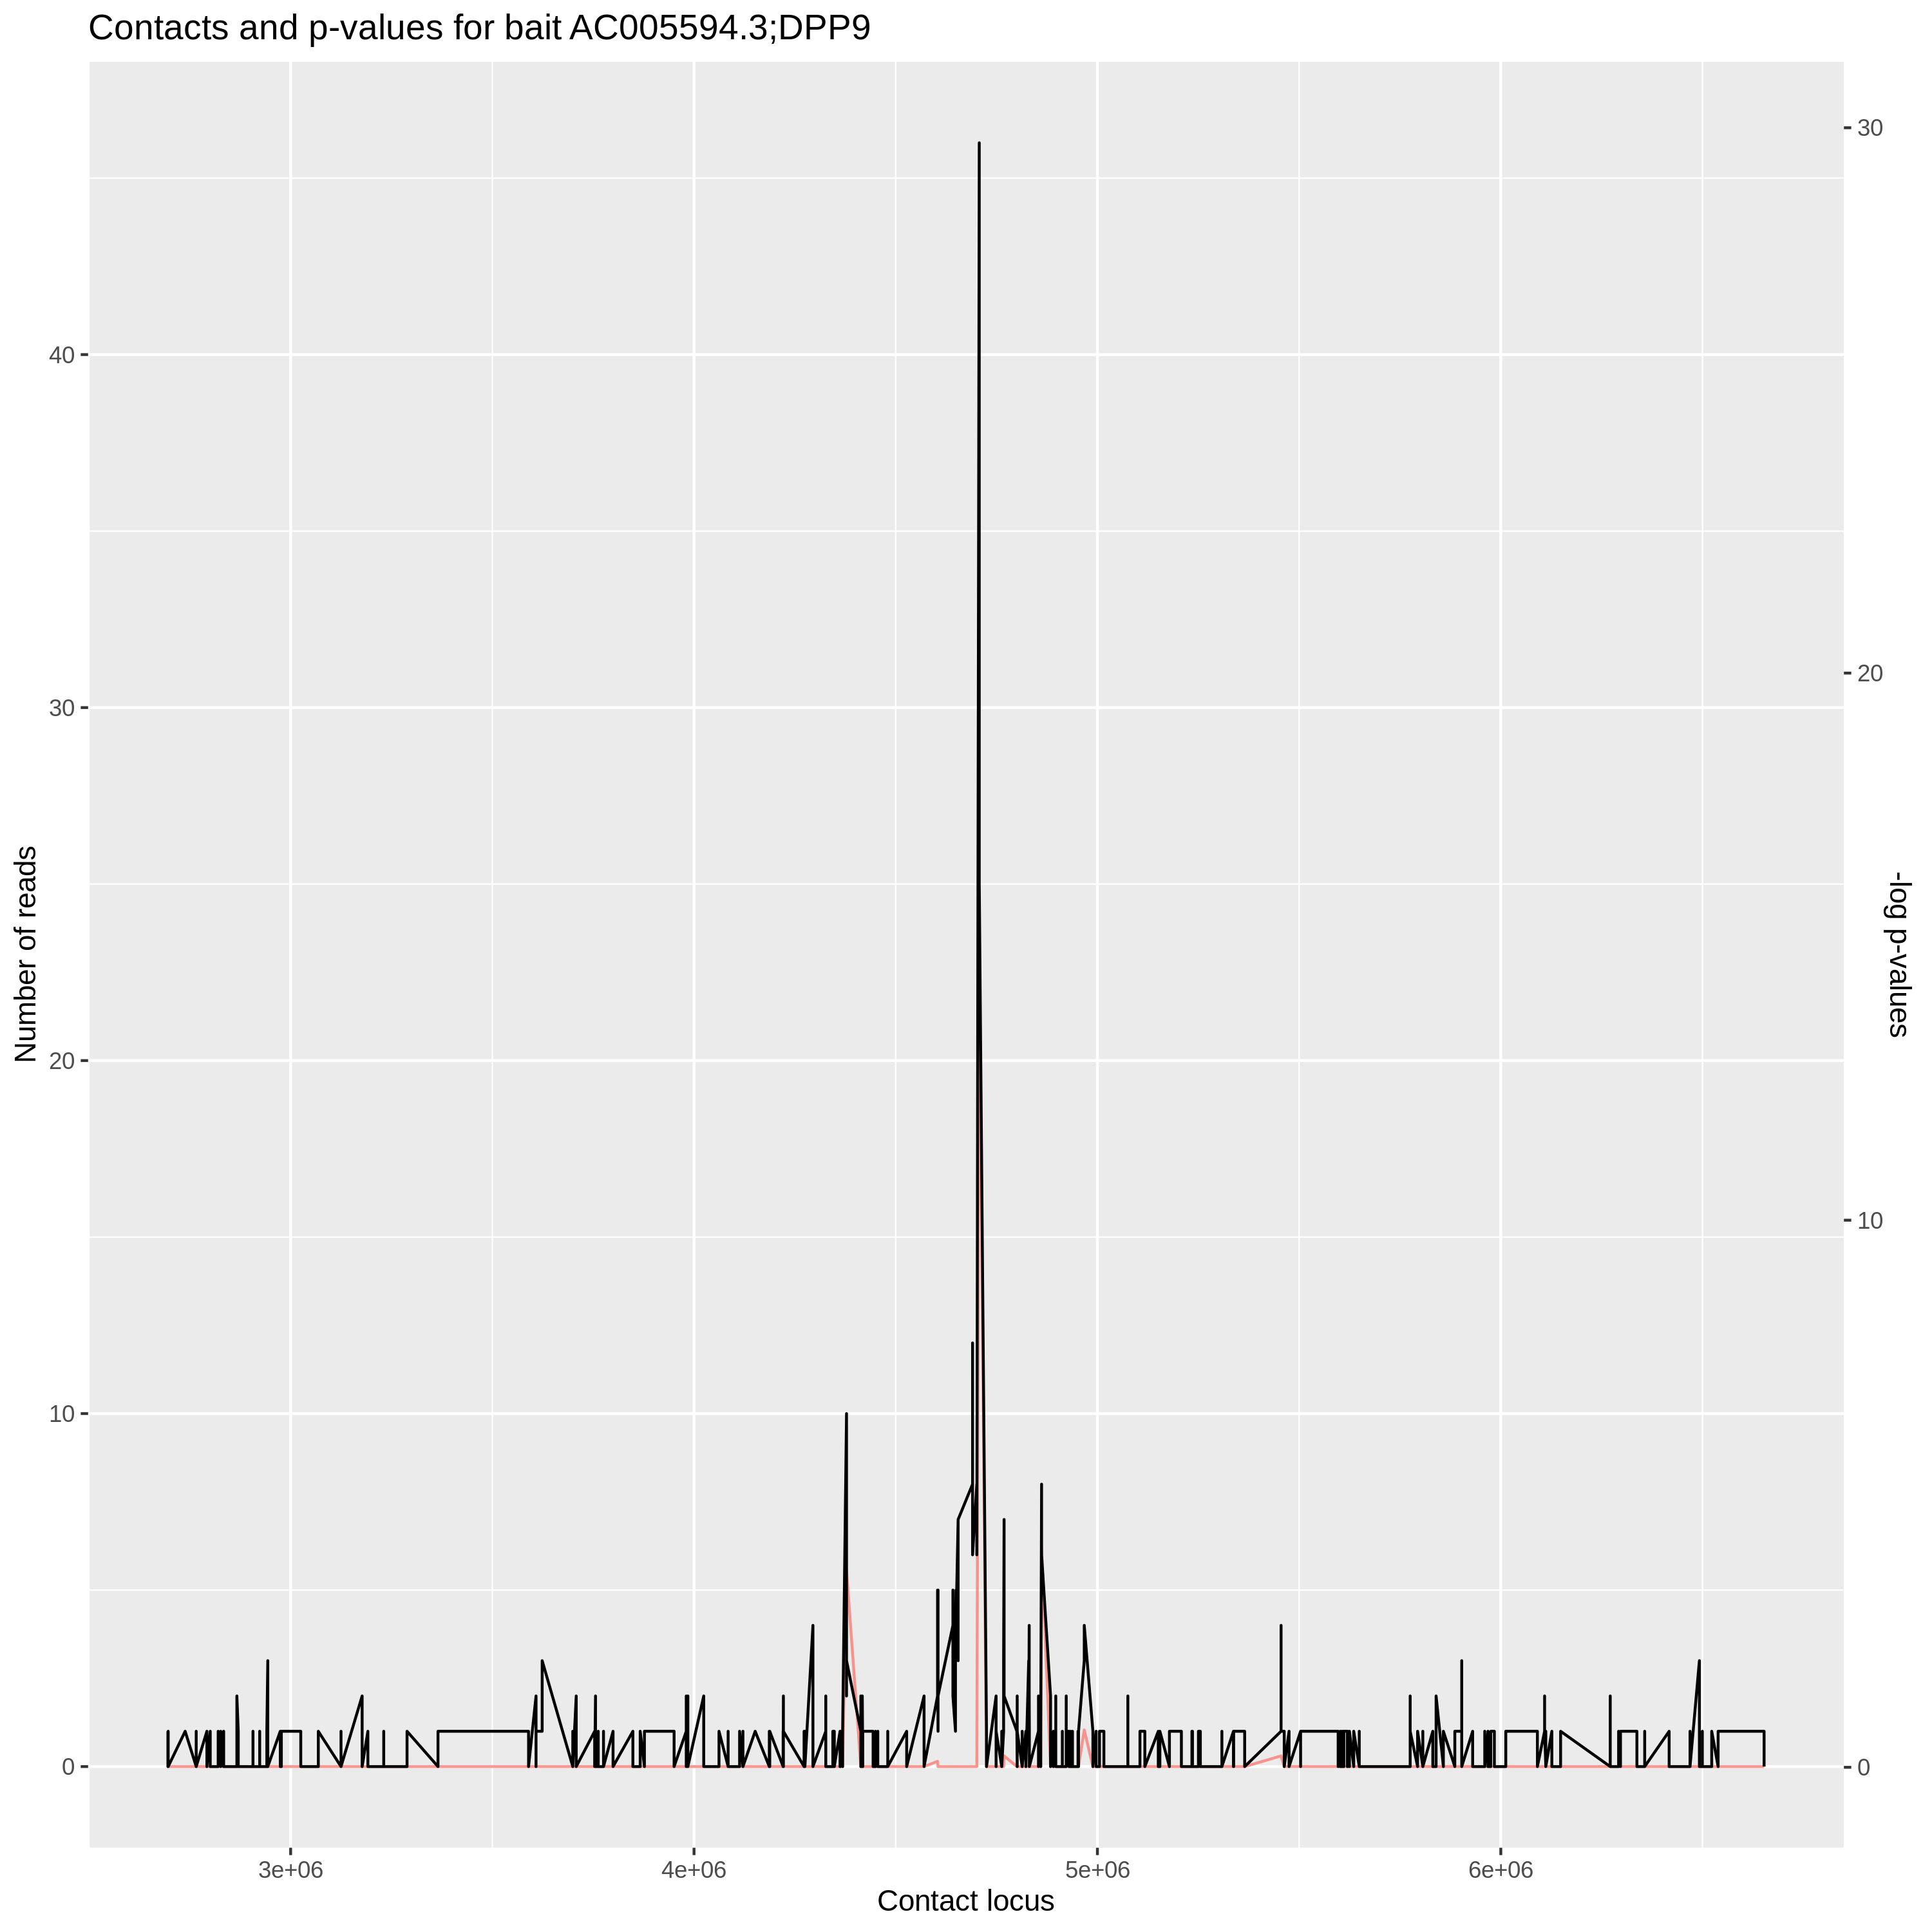 Contacts and p-values for bait AC005594.3;DPP9
Number of reads
40
30
20
10
0
30
20
10
0
-log p-values
3e+06 4e+06 5e+06 6e+06
Contact locus